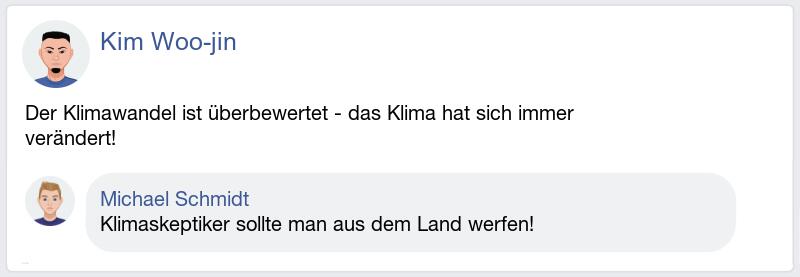 Kim Woo-jin
Der Klimawandel ist überbewertet - das Klima hat sich immer
verändert!
Michael Schmidt
Klimaskeptiker sollte man aus dem Land werfen!